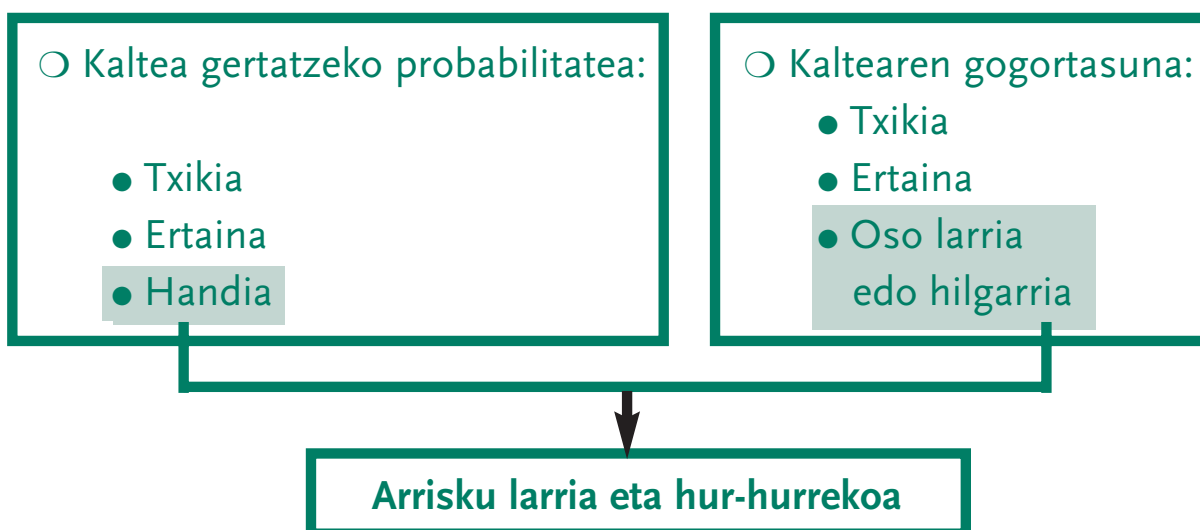 ❍ Kaltea gertatzeko probabilitatea:
● Txikia
● Ertaina
● Handia
❍ Kaltearen gogortasuna:
● Txikia
● Ertaina
● Oso larria
edo hilgarria
Arrisku larria eta hur-hurrekoa